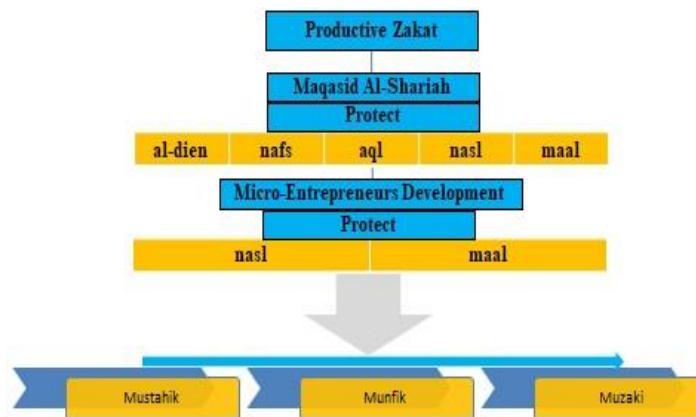 Productive Zakat
Maqasid Al-Shariah
Protect
al-dien nafs aql nasl maal
Micro-Entrepreneurs Development
Protect
nasl maal
Mustahik Munfik Muzaki